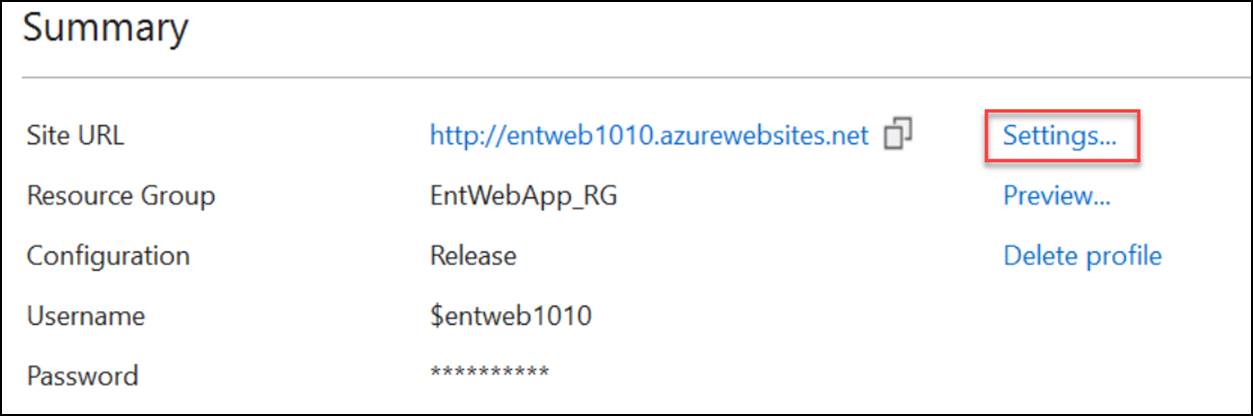 Summary
Site URL http://entweb1010.azurewebsites.net Settings...
Resource Group EntWebApp_RG Preview...
Configuration Release Delete profile
Username $entweb1010
Password **********